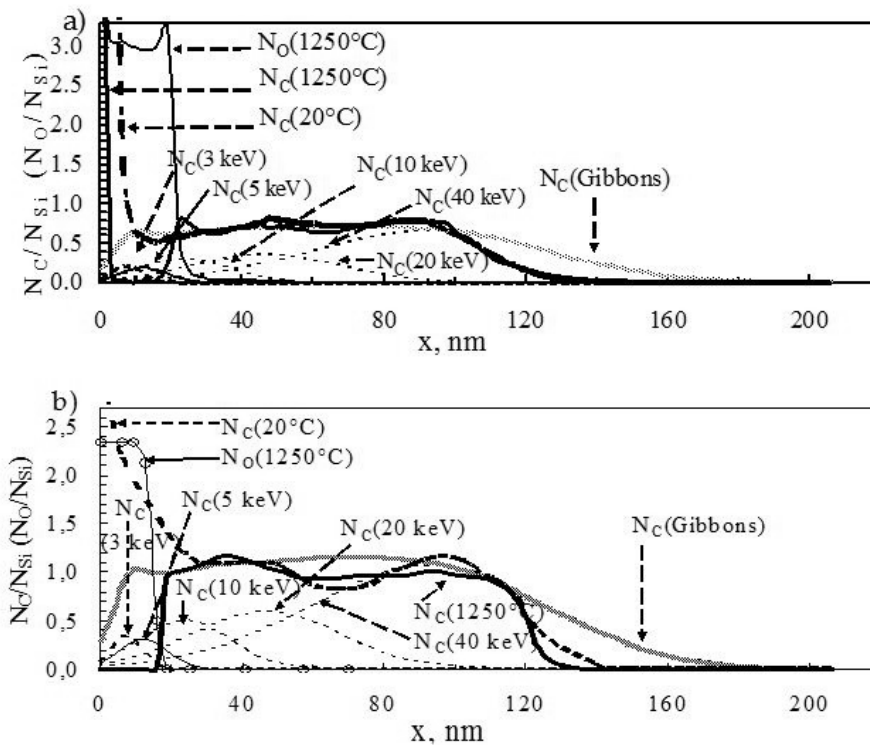 a)
N_O(1250°C)
N_C(1250°C)
N_C(20°C)
N_C(3 keV)
N_C(5 keV)
N_C(10 keV)
N_C(40 keV)
N_C(20 keV)
N_C(Gibbons)
N_C/N_Si (N_O/N_Si)
3.0
2.5
2.0
1.5
1.0
0.5
0.0
0 40 80 120 160 200
x, nm
b)
N_C(20°C)
N_O(1250°C)
N_C
(3 keV)
N_C(5 keV)
N_C(20 keV)
N_C(Gibbons)
N_C(10 keV)
N_C(1250°C)
N_C(40 keV)
N_C/N_Si (N_O/N_Si)
2,5
2,0
1,5
1,0
0,5
0,0
0 40 80 120 160 200
x, nm